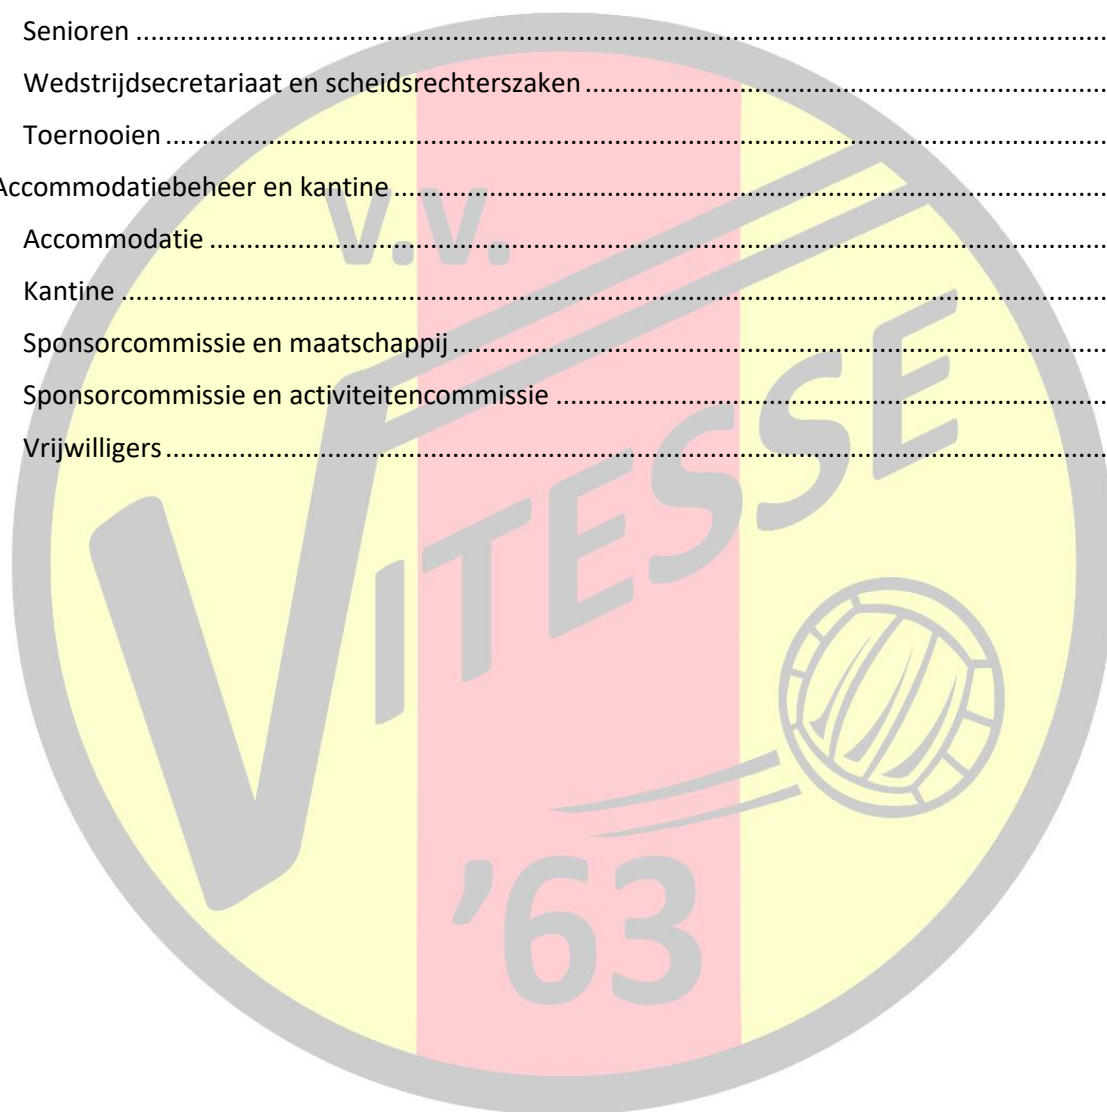 Senioren
Wedstrijdsecretariaat en scheidsrechterszaken
Toernooien
Accommodatiebeheer en kantine
Accommodatie
Kantine
Sponsorcommissie en maatschappij
Sponsorcommissie en activiteitencommissie
Vrijwilligers
V.V.
VITESSE
'63